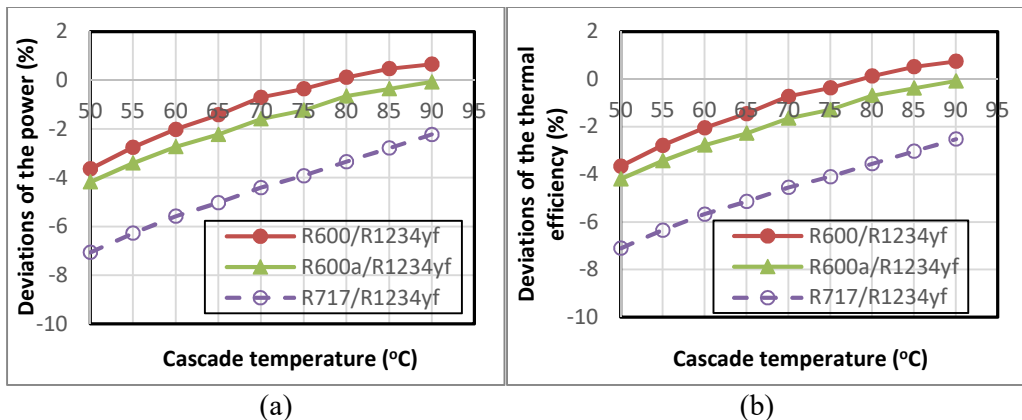 Deviations of the power (%)
2
0
-2
-4
-6
-8
-10
50 55 60 65 70 75 80 85 90 95
R600/R1234yf
R600a/R1234yf
R717/R1234yf
Cascade temperature (ºC)
(a)
Deviations of the thermal
efficiency (%)
2
0
-2
-4
-6
-8
-10
50 55 60 65 70 75 80 85 90 95
R600/R1234yf
R600a/R1234yf
R717/R1234yf
Cascade temperature (ºC)
(b)